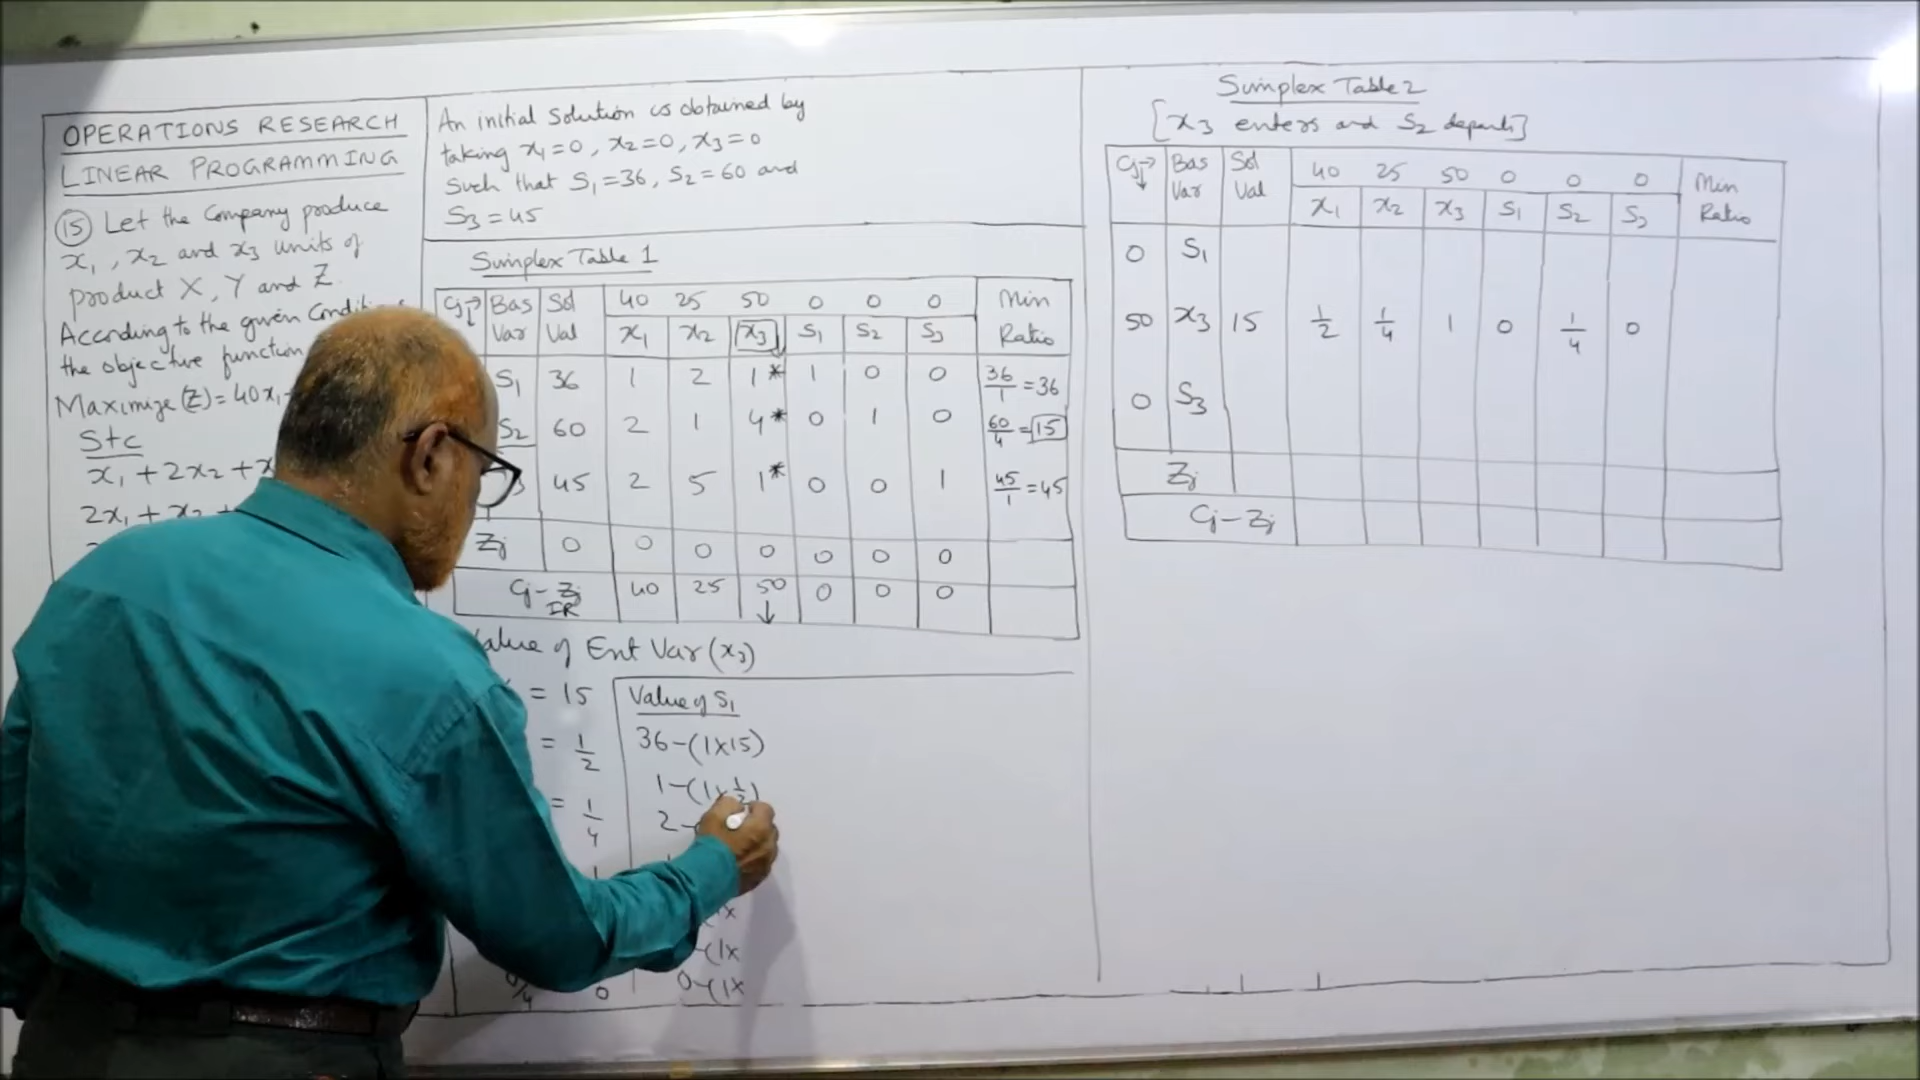 OPERATIONS RESEARCH
LINEAR PROGRAMMING
(15) Let the Company produce
x₁, x₂ and x₃ units of
product X, Y and Z.
According to the given
the objective function
Maximize (Z) = 40x₁
STC
x₁ + 2x₂ + x
2x₁ + x₂ +
An initial Solution is obtained by
taking x₁=0, x₂=0, x₃=0
Such that S₁=36, S₂=60 and
S₃=45
Simplex Table 1
Cj→↓ Bas Var Sol Val 40 25 50 0 0 0 Min Ratio
x₁ x₂ x₃ S₁ S₂ S₃
S₁ 36 1 2 1* 1 0 0 36/1 = 36
S₂ 60 2 1 4* 0 1 0 60/4 = 15
3 45 2 5 1* 0 0 1 45/1 = 45
Zj 0 0 0 0 0 0 0
Cj - Zj 40 25 50 0 0 0
IR ↓
Value of Ent Var (x₃)
= 15
= 1/2
= 1/4
0/4 0
Value of S₁
36-(1x15)
1-(1x1/2)
2-
-(1x
0-(1x
Simplex Table 2
[x₃ enters and S₂ departs]
Cj→↓ Bas Var Sol Val 40 25 50 0 0 0 Min Ratio
x₁ x₂ x₃ S₁ S₂ S₃
0 S₁
50 x₃ 15 1/2 1/4 1 0 1/4 0
0 S₃
Zj
Cj - Zj